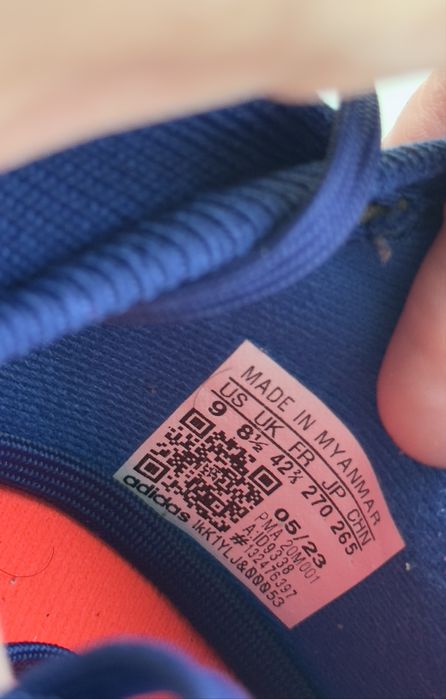 MADE IN MYANMAR
US UK FR JP CHN
9 8½ 42⅔ 270 265
05/23
PMA 20M001
A:ID9338
#132476397
adidas IKK1YLJ&00053